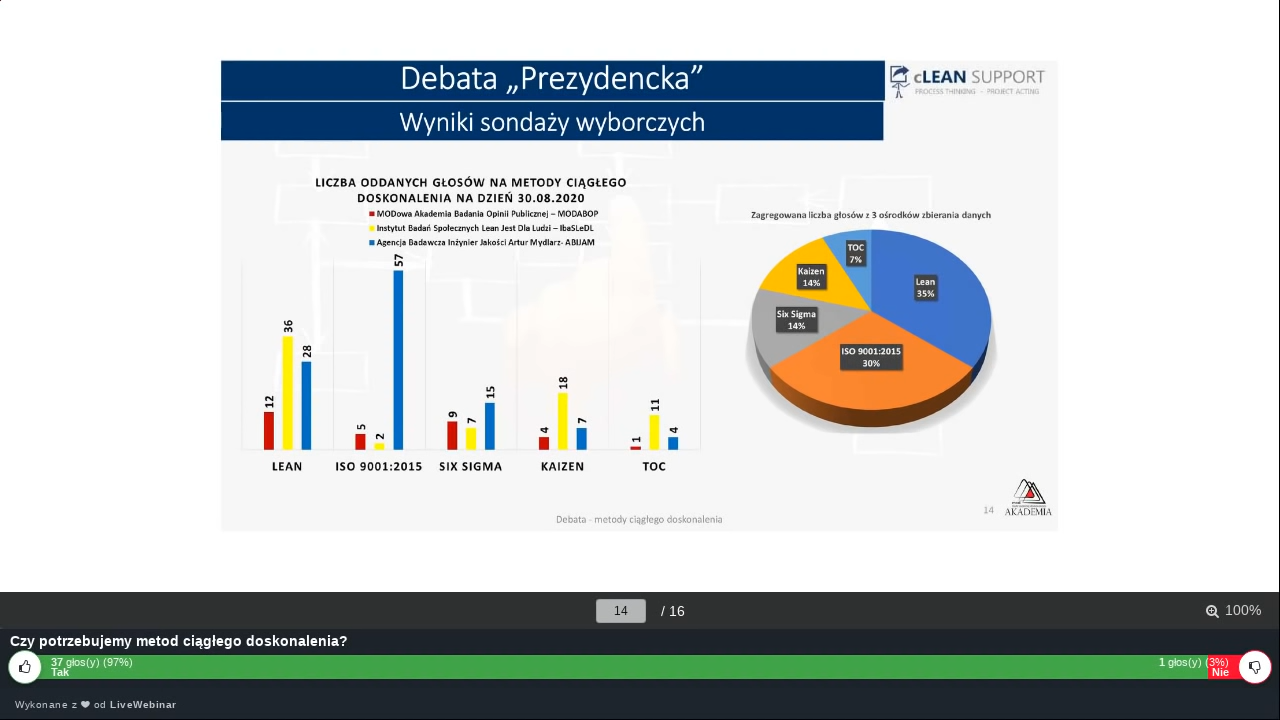 Debata „Prezydencka”
cLEAN SUPPORT
PROCESS THINKING - PROJECT ACTING
Wyniki sondaży wyborczych
LICZBA ODDANYCH GŁOSÓW NA METODY CIĄGŁEGO
DOSKONALENIA NA DZIEŃ 30.08.2020
MODowa Akademia Badania Opinii Publicznej – MODABOP
Instytut Badań Społecznych Lean Jest Dla Ludzi – IbaSLeDL
Agencja Badawcza Inżynier Jakości Artur Mydlarz- ABIJAM
12
36
28
5
2
57
9
7
15
4
18
7
1
11
4
LEAN
ISO 9001:2015
SIX SIGMA
KAIZEN
TOC
Zagregowana liczba głosów z 3 ośrodków zbierania danych
TOC
7%
Kaizen
14%
Lean
35%
Six Sigma
14%
ISO 9001:2015
30%
AKADEMIA
14
Debata - metody ciągłego doskonalenia
14 / 16
100%
Czy potrzebujemy metod ciągłego doskonalenia?
37 głos(y) (97%)
Tak
1 głos(y) (3%)
Nie
Wykonane z ❤ od LiveWebinar